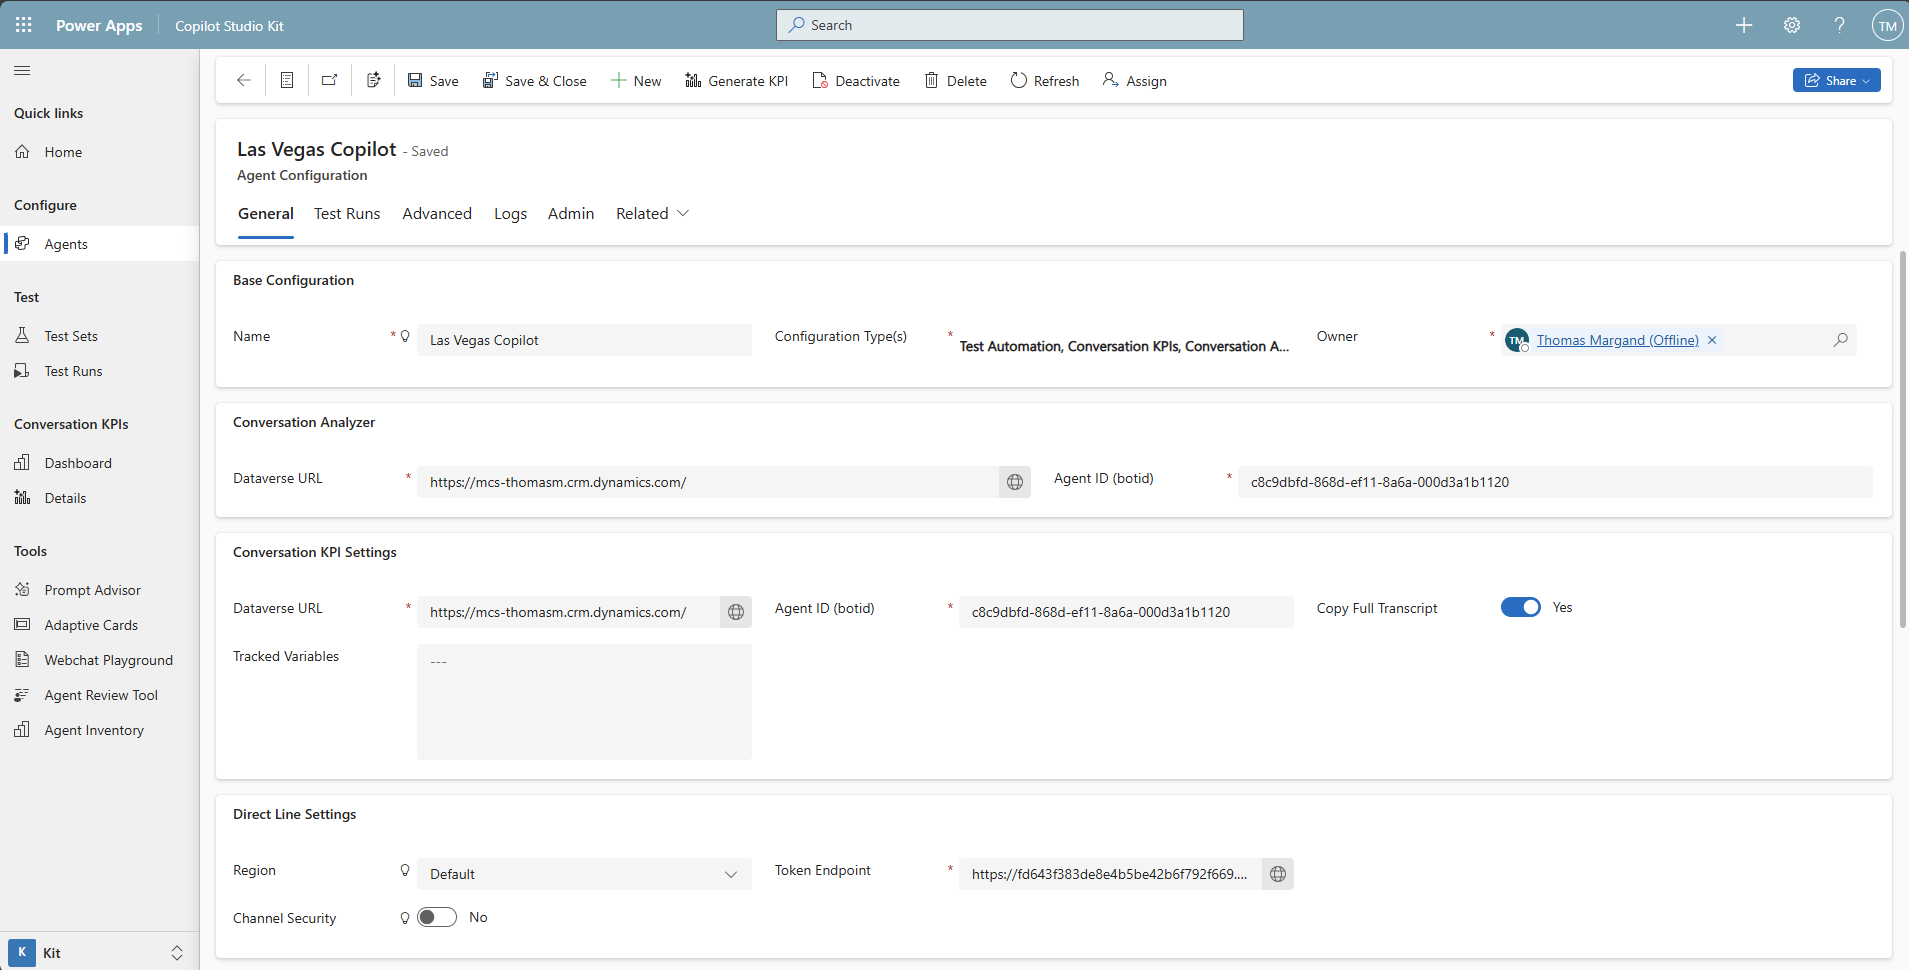 Power Apps
Copilot Studio Kit
Search
TM
Quick links
Home
Configure
Agents
Test
Test Sets
Test Runs
Conversation KPIs
Dashboard
Details
Tools
Prompt Advisor
Adaptive Cards
Webchat Playground
Agent Review Tool
Agent Inventory
K Kit
Save
Save & Close
New
Generate KPI
Deactivate
Delete
Refresh
Assign
Share
Las Vegas Copilot - Saved
Agent Configuration
General Test Runs Advanced Logs Admin Related
Base Configuration
Name * Las Vegas Copilot
Configuration Type(s) * Test Automation, Conversation KPIs, Conversation A...
Owner * TM Thomas Margand (Offline)
Conversation Analyzer
Dataverse URL * https://mcs-thomasm.crm.dynamics.com/
Agent ID (botid) * c8c9dbfd-868d-ef11-8a6a-000d3a1b1120
Conversation KPI Settings
Dataverse URL * https://mcs-thomasm.crm.dynamics.com/
Agent ID (botid) * c8c9dbfd-868d-ef11-8a6a-000d3a1b1120
Copy Full Transcript Yes
Tracked Variables ---
Direct Line Settings
Region Default
Token Endpoint * https://fd643f383de8e4b5be42b6f792f669....
Channel Security No